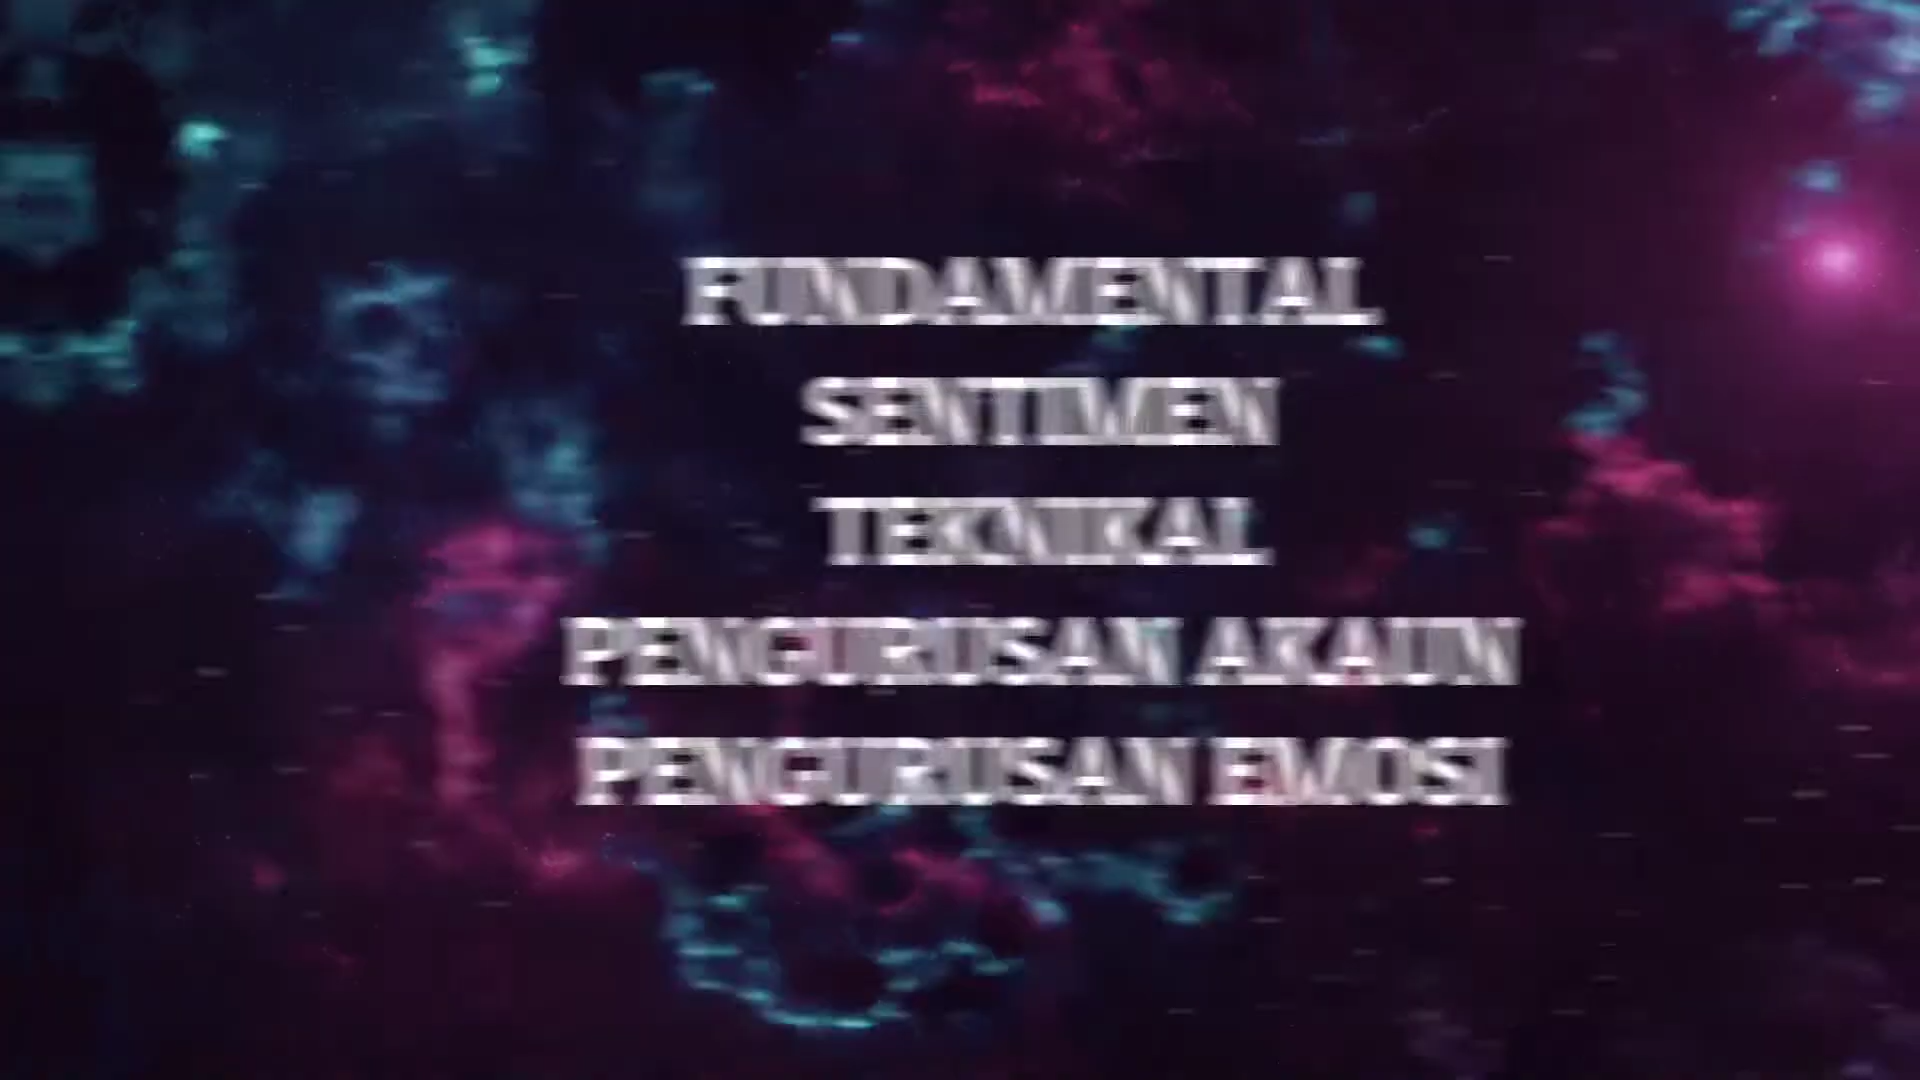 FUNDAMENTAL
SENTIMEN
TEKNIKAL
PENGURUSAN AKAUN
PENGURUSAN EMOSI